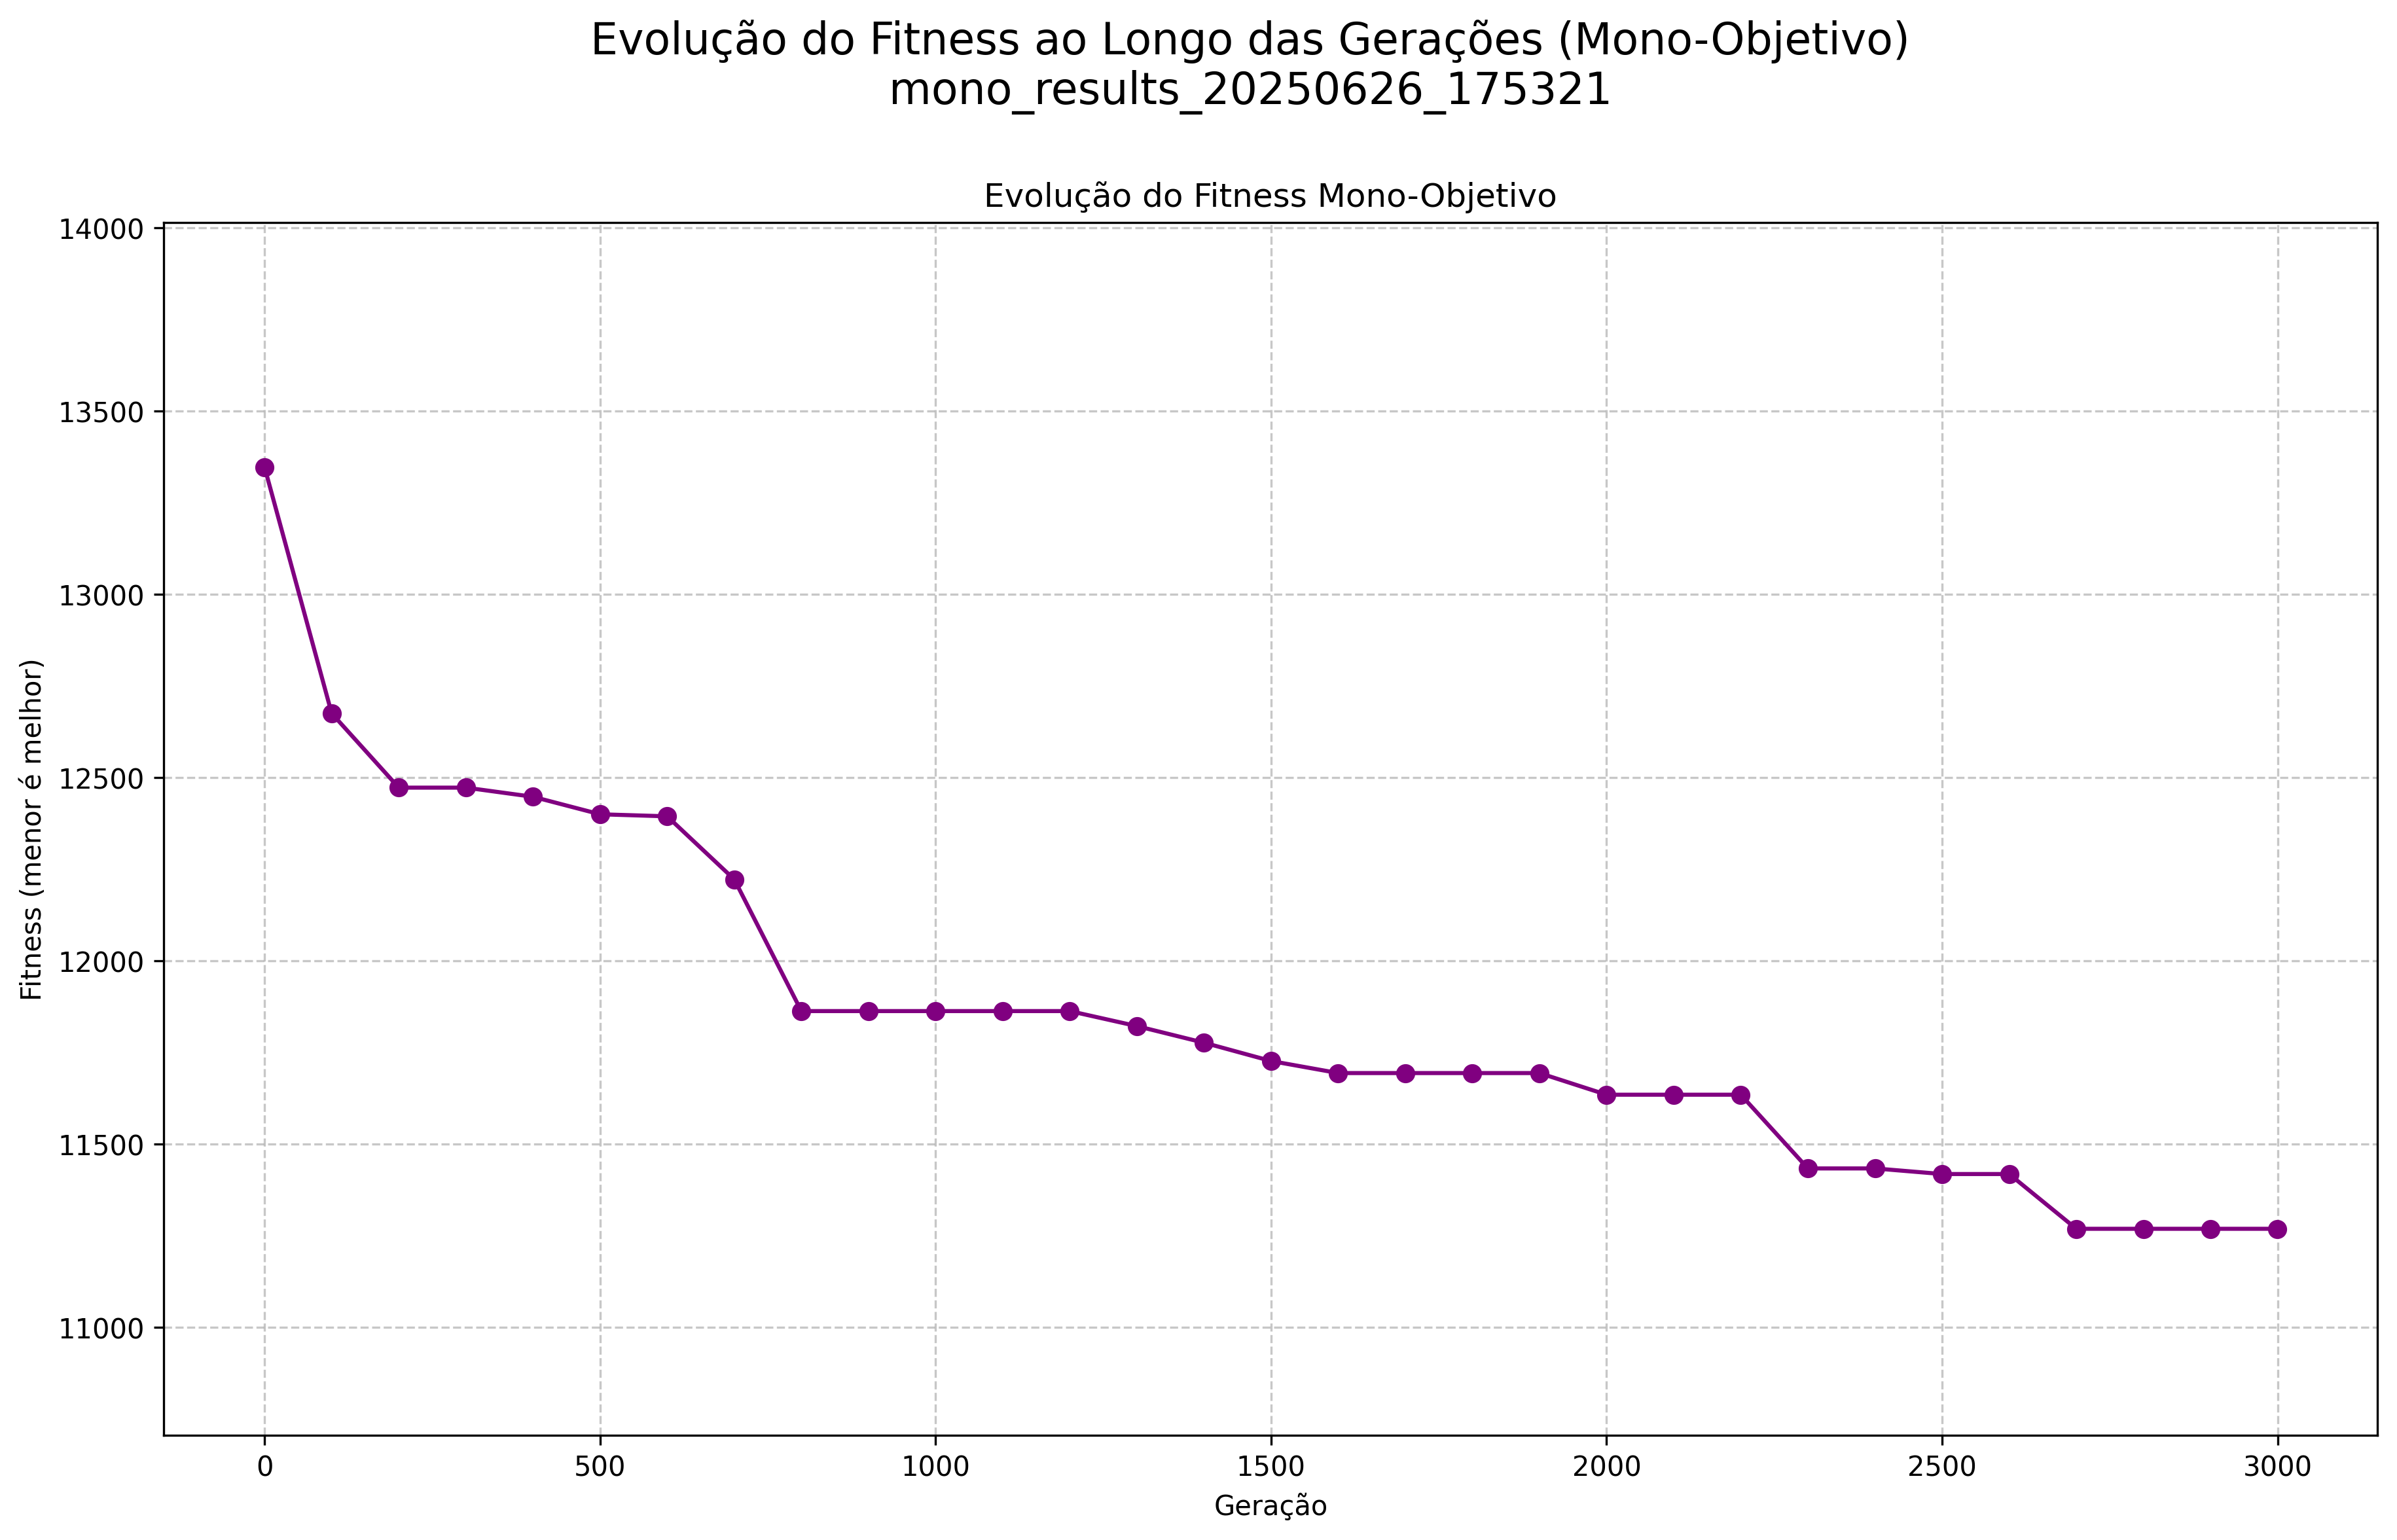 Evolução do Fitness ao Longo das Gerações (Mono-Objetivo)
mono_results_20250626_175321
Evolução do Fitness Mono-Objetivo
14000
13500
13000
12500
12000
11500
11000
Fitness (menor é melhor)
0 500 1000 1500 2000 2500 3000
Geração